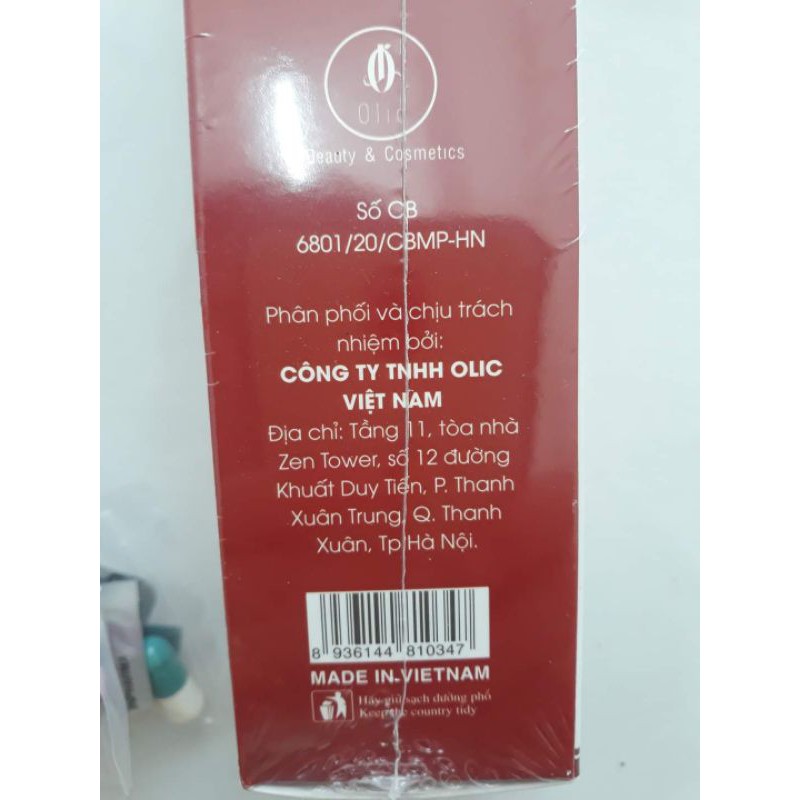 Olic
Beauty & Cosmetics
Số CB
6801/20/CBMP-HN
Phân phối và chịu trách
nhiệm bởi:
CÔNG TY TNHH OLIC
VIỆT NAM
Địa chỉ: Tầng 11, tòa nhà
Zen Tower, số 12 đường
Khuất Duy Tiến, P. Thanh
Xuân Trung, Q. Thanh
Xuân, Tp Hà Nội.
8 936144 810347
MADE IN VIETNAM
Hãy giữ sạch đường phố
Keep the country tidy